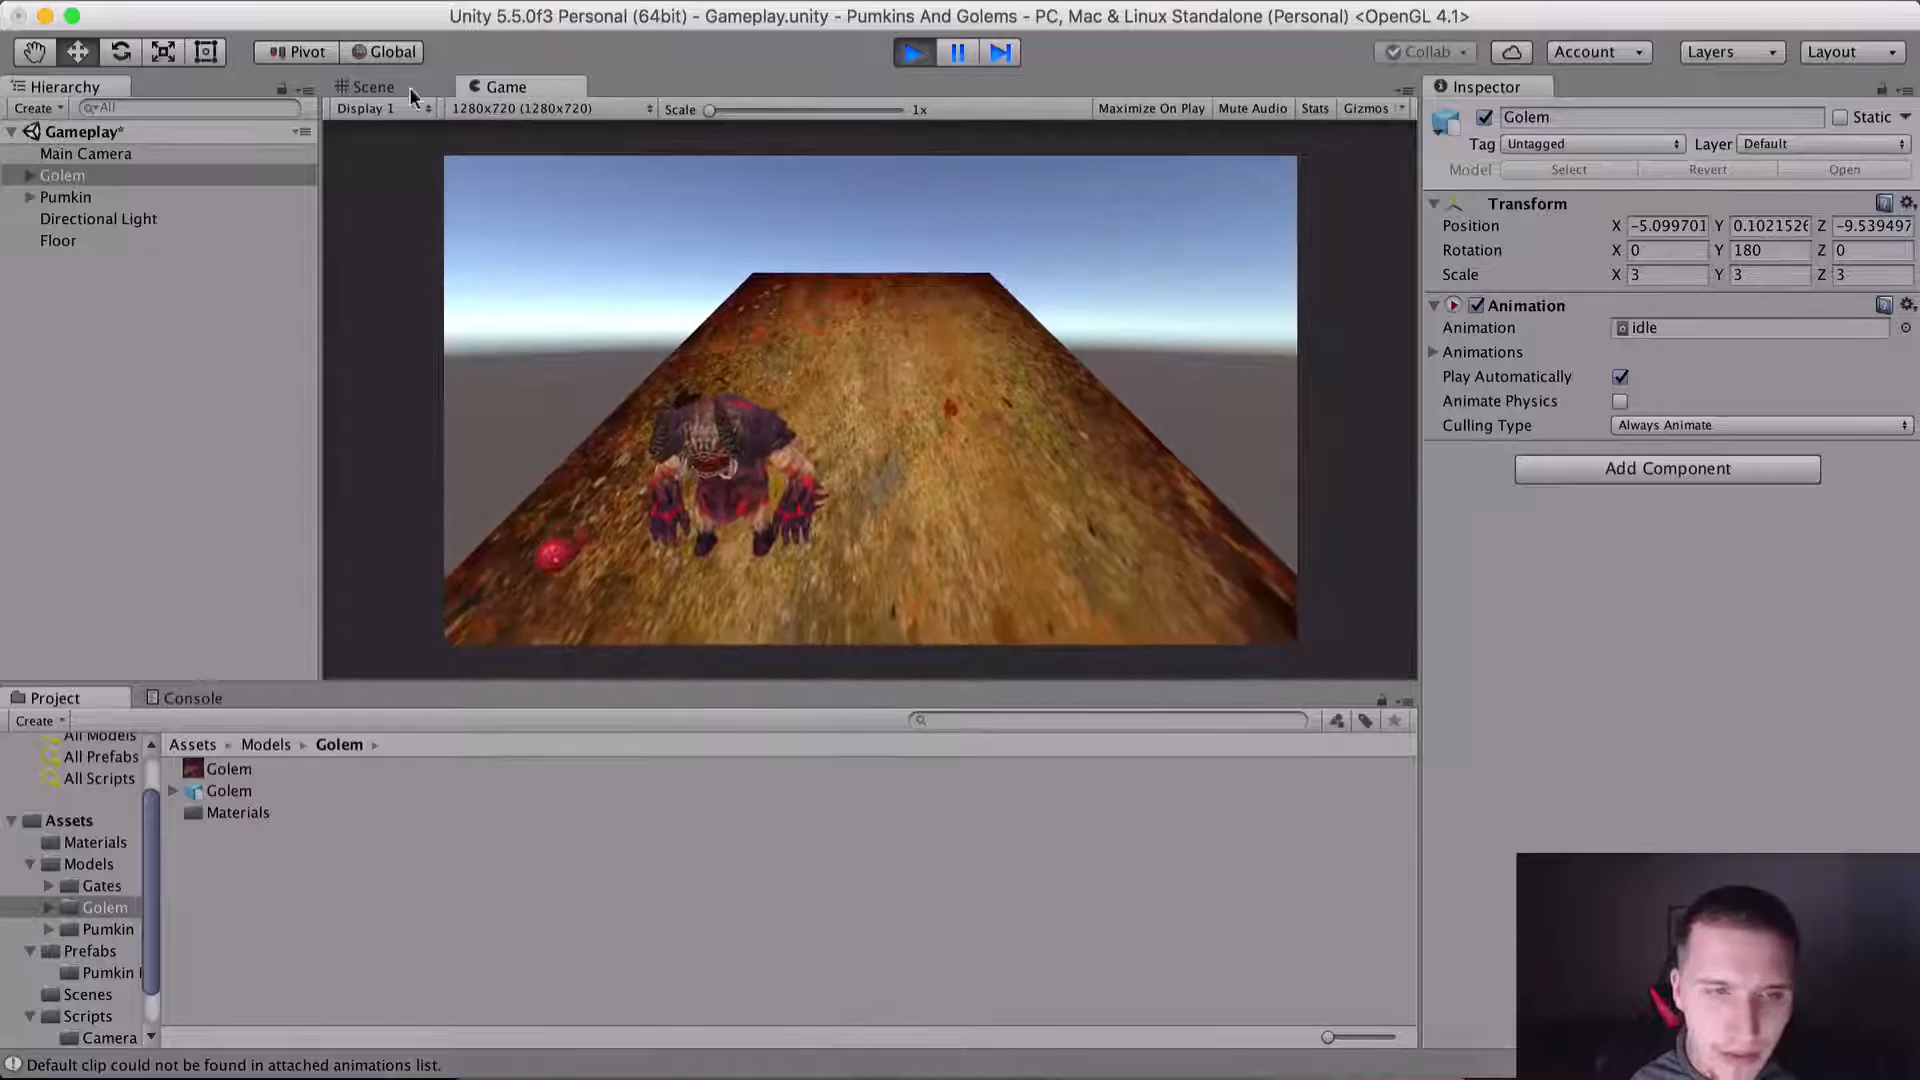 Unity 5.5.0f3 Personal (64bit) - Gameplay.unity - Pumkins And Golems - PC, Mac & Linux Standalone (Personal) <OpenGL 4.1>
Pivot Global Collab Account Layers Layout
Hierarchy Scene Game Inspector
Create All Display 1 1280x720 (1280x720) Scale 1x Maximize On Play Mute Audio Stats Gizmos
Golem Static
Gameplay*
Tag Untagged Layer Default
Main Camera
Model Select Revert Open
Golem
Pumkin
Transform
Directional Light
Position X -5.099701 Y 0.1021526 Z -9.539497
Floor
Rotation X 0 Y 180 Z 0
Scale X 3 Y 3 Z 3
Animation
Animation idle
Animations
Play Automatically
Animate Physics
Culling Type Always Animate
Add Component
Project Console
Create
All Models
Assets Models Golem
All Prefabs
Golem
All Scripts
Golem
Materials
Assets
Materials
Models
Gates
Golem
Pumkin
Prefabs
Pumkin
Scenes
Scripts
Camera
Default clip could not be found in attached animations list.